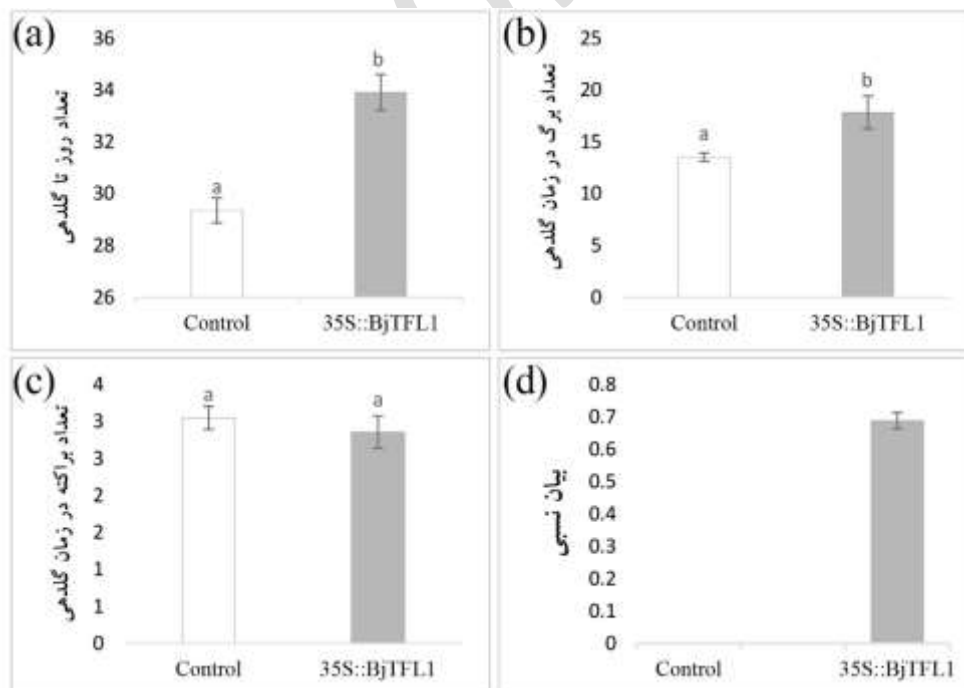 (a)
تعداد روز تا گلدهی
36
34
32
30
28
26
a
b
Control 35S::BjTFL1
(b)
تعداد برگ در زمان گلدهی
25
20
15
10
5
0
a
b
Control 35S::BjTFL1
(c)
تعداد براکته در زمان گلدهی
4
3
3
2
2
1
1
0
a
a
Control 35S::BjTFL1
(d)
بیان نسبی
0.8
0.7
0.6
0.5
0.4
0.3
0.2
0.1
0
Control 35S::BjTFL1